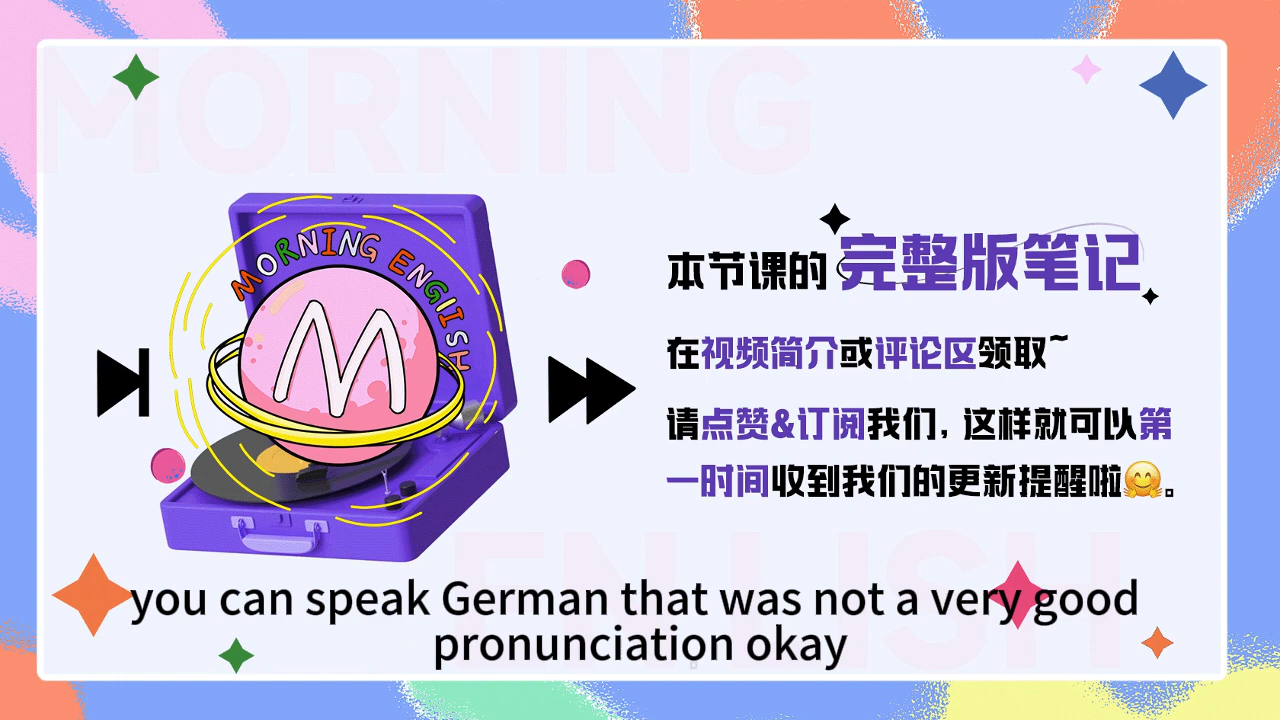 MORNING
MORNING ENGlISH
M
本节课的 完整版笔记
在视频简介或评论区领取~
请点赞&订阅我们，这样就可以第
一时间收到我们的更新提醒啦🤗。
you can speak German that was not a very good
pronunciation okay